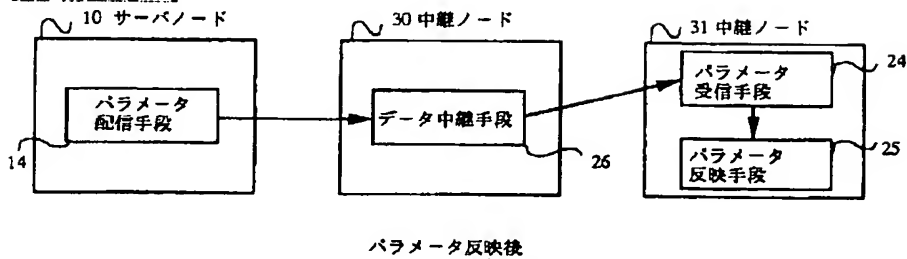 10 サーバノード
30 中継ノード
31 中継ノード
パラメータ
配信手段
14
データ中継手段
26
パラメータ
受信手段
24
パラメータ
反映手段
25
パラメータ反映後